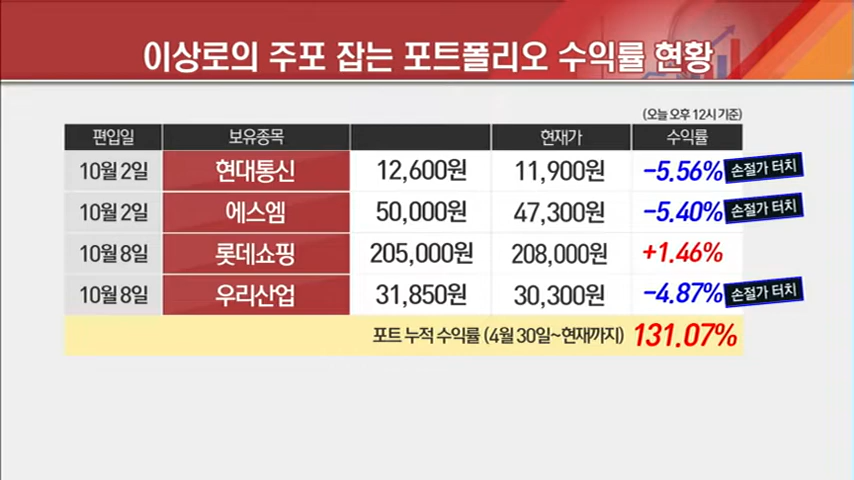 이상로의 주포 잡는 포트폴리오 수익률 현황
(오늘 오후 12시 기준)
편입일 보유종목 현재가 수익률
10월 2일 현대통신 12,600원 11,900원 -5.56% 손절가 터치
10월 2일 에스엠 50,000원 47,300원 -5.40% 손절가 터치
10월 8일 롯데쇼핑 205,000원 208,000원 +1.46%
10월 8일 우리산업 31,850원 30,300원 -4.87% 손절가 터치
포트 누적 수익률 (4월 30일~현재까지) 131.07%